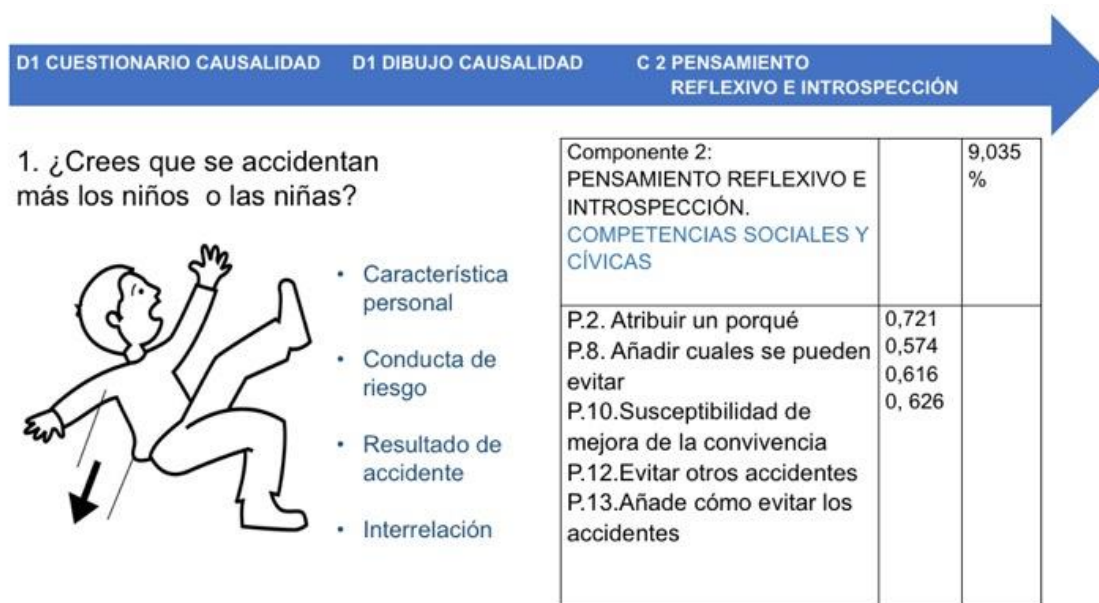 D1 CUESTIONARIO CAUSALIDAD D1 DIBUJO CAUSALIDAD C 2 PENSAMIENTO
REFLEXIVO E INTROSPECCIÓN
1. ¿Crees que se accidentan
más los niños o las niñas?
• Característica
personal
• Conducta de
riesgo
• Resultado de
accidente
• Interrelación
Componente 2:
PENSAMIENTO REFLEXIVO E
INTROSPECCIÓN.
COMPETENCIAS SOCIALES Y
CÍVICAS
9,035
%
P.2. Atribuir un porqué
P.8. Añadir cuales se pueden
evitar
P.10.Susceptibilidad de
mejora de la convivencia
P.12.Evitar otros accidentes
P.13.Añade cómo evitar los
accidentes
0,721
0,574
0,616
0, 626